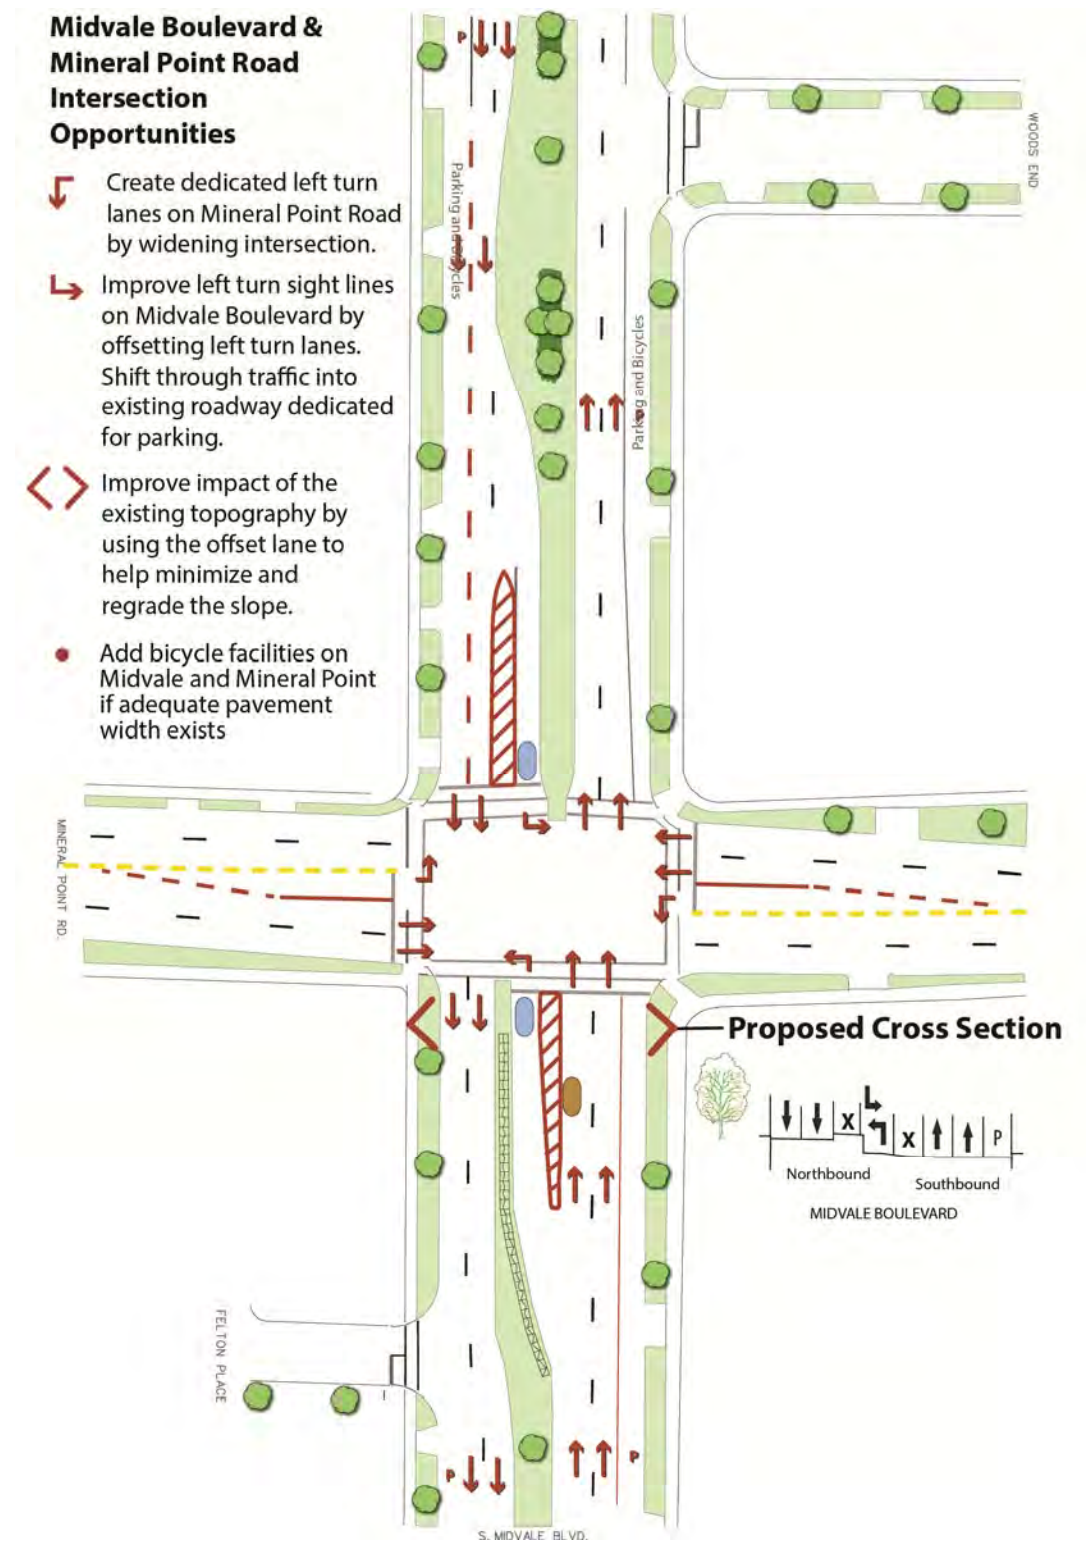 Midvale Boulevard &
Mineral Point Road
Intersection
Opportunities
Create dedicated left turn
lanes on Mineral Point Road
by widening intersection.
Improve left turn sight lines
on Midvale Boulevard by
offsetting left turn lanes.
Shift through traffic into
existing roadway dedicated
for parking.
Improve impact of the
existing topography by
using the offset lane to
help minimize and
regrade the slope.
Add bicycle facilities on
Midvale and Mineral Point
if adequate pavement
width exists
P
Parking and Bicycles
Parking and Bicycles
WOODS END
MINERAL POINT RD.
Proposed Cross Section
X
X
P
Northbound
Southbound
MIDVALE BOULEVARD
FELTON PLACE
P
P
S. MIDVALE BLVD.